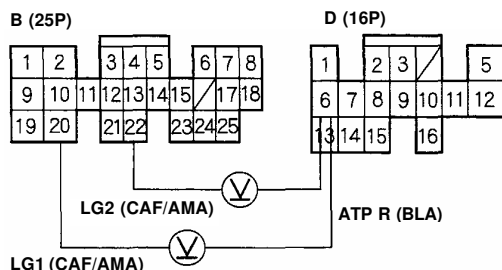 B (25P) D (16P)
1 2 3 4 5 6 7 8 1 2 3 5
9 10 11 12 13 14 15 17 18 6 7 8 9 10 11 12
19 20 21 22 23 24 25 13 14 15 16
V
LG2 (CAF/AMA) ATP R (BLA)
V
LG1 (CAF/AMA)